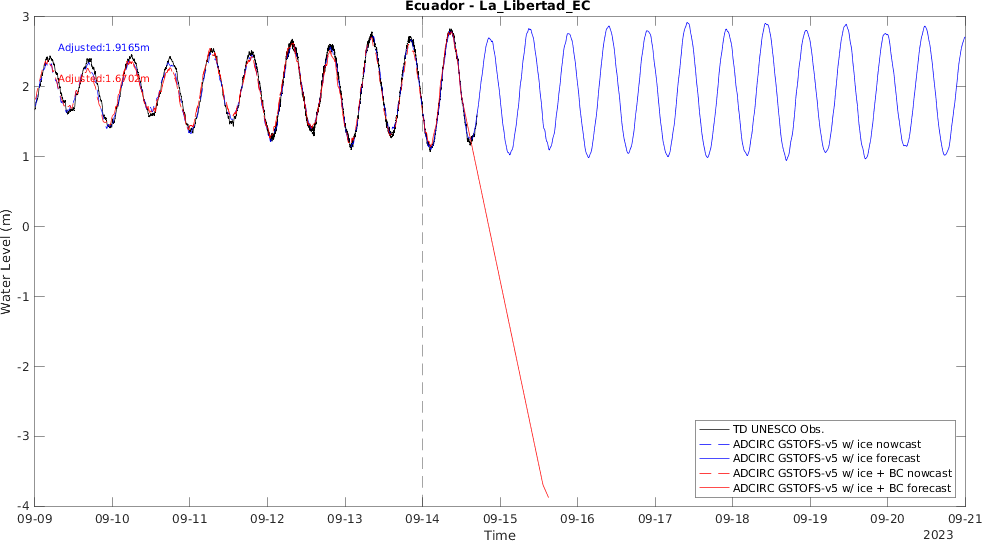 Ecuador - La_Libertad_EC
3
Adjusted:1.9165m
Adjusted:1.6702m
2
1
0
-1
-2
-3
-4
Water Level (m)
TD UNESCO Obs.
ADCIRC GSTOFS-v5 w/ ice nowcast
ADCIRC GSTOFS-v5 w/ ice forecast
ADCIRC GSTOFS-v5 w/ ice + BC nowcast
ADCIRC GSTOFS-v5 w/ ice + BC forecast
09-09 09-10 09-11 09-12 09-13 09-14 09-15 09-16 09-17 09-18 09-19 09-20 09-21
Time
2023